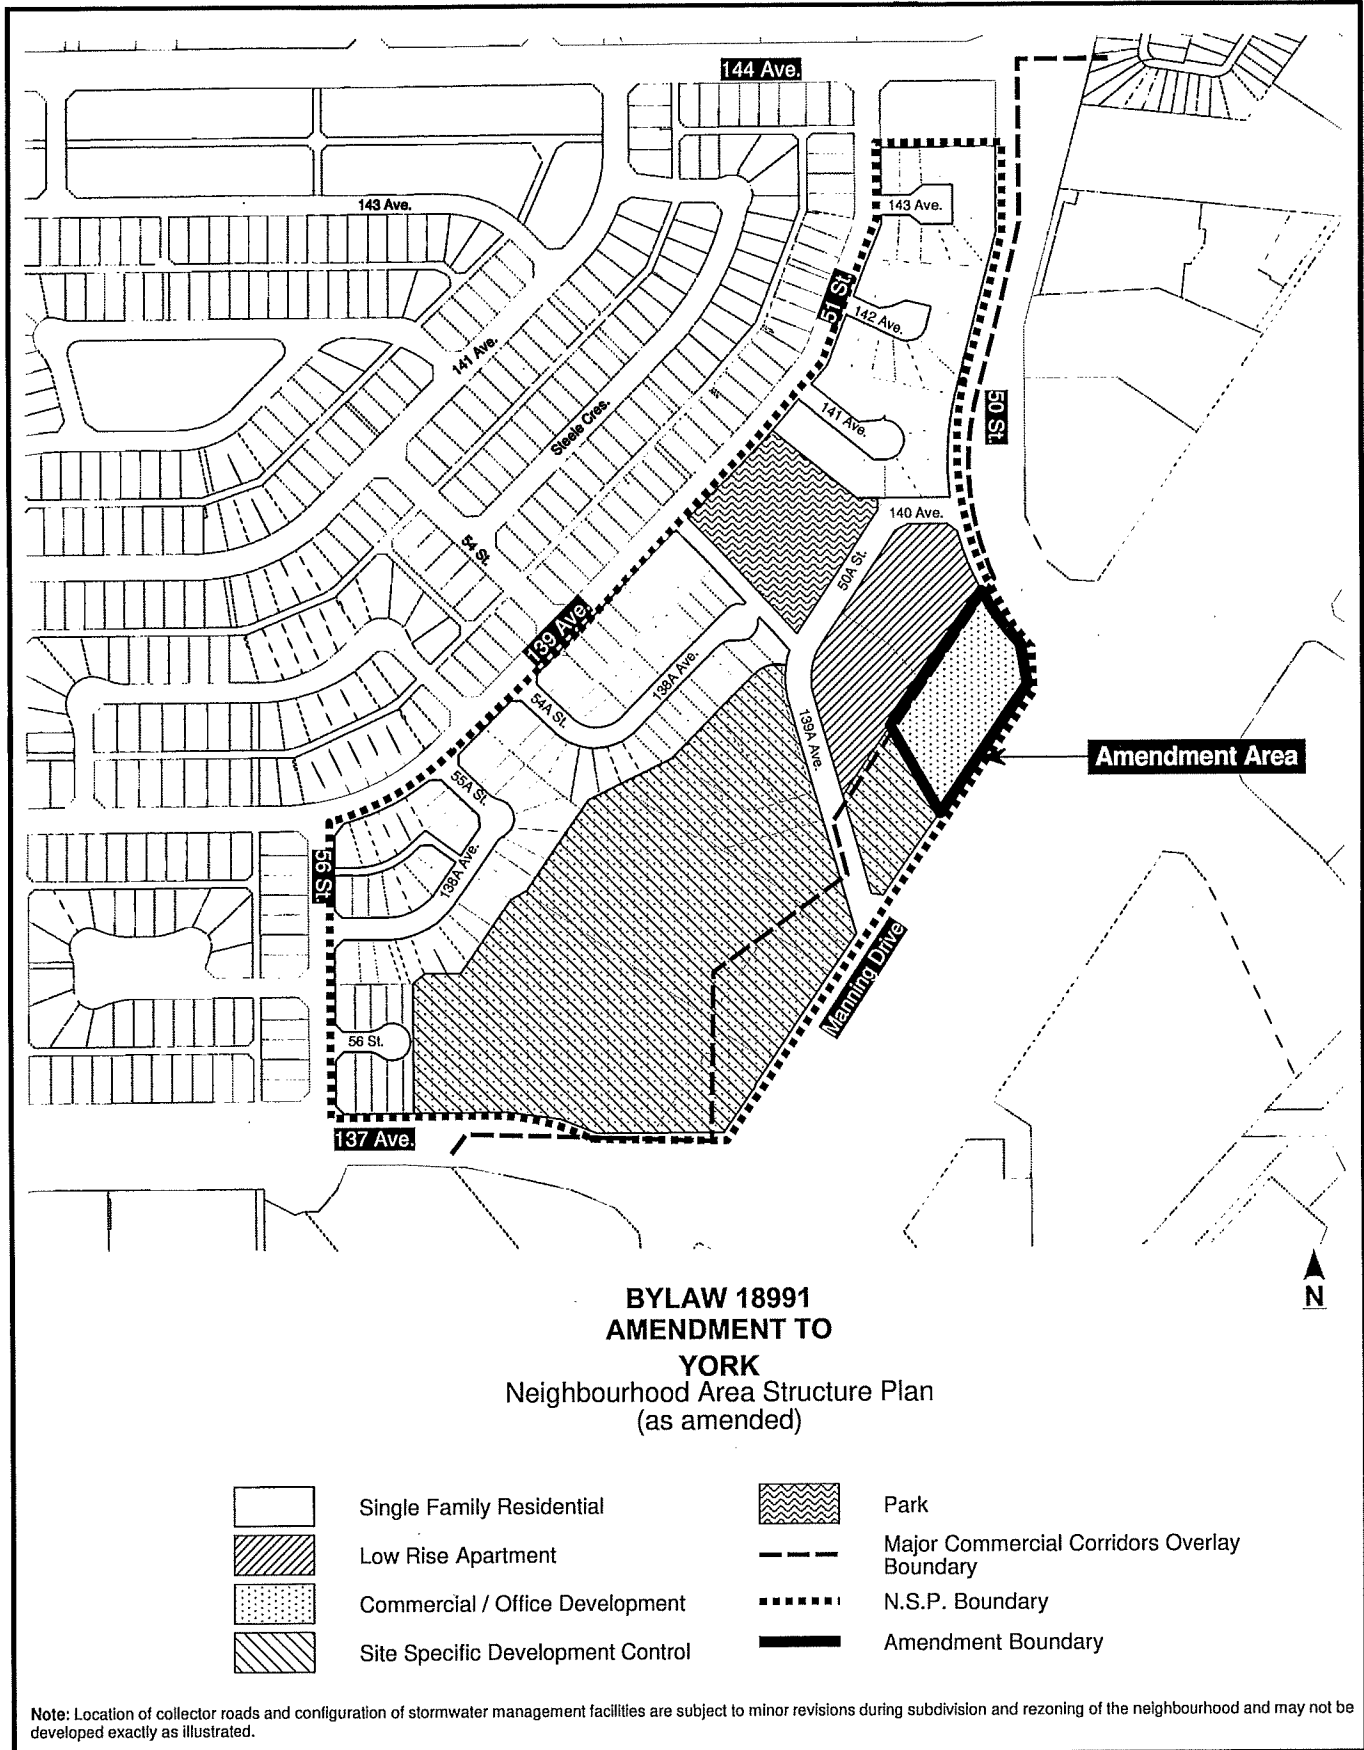 144 Ave.
143 Ave.
143 Ave.
51 St.
142 Ave.
141 Ave.
50 St.
Steele Cres.
141 Ave.
140 Ave.
54 St.
50A St.
139 Ave.
138A Ave.
54A St.
139A Ave.
Amendment Area
55A St.
56 St.
138A Ave.
Manning Drive
56 St.
137 Ave.
N
BYLAW 18991
AMENDMENT TO
YORK
Neighbourhood Area Structure Plan
(as amended)
Single Family Residential
Low Rise Apartment
Commercial / Office Development
Site Specific Development Control
Park
Major Commercial Corridors Overlay
Boundary
N.S.P. Boundary
Amendment Boundary
Note: Location of collector roads and configuration of stormwater management facilities are subject to minor revisions during subdivision and rezoning of the neighbourhood and may not be
developed exactly as illustrated.